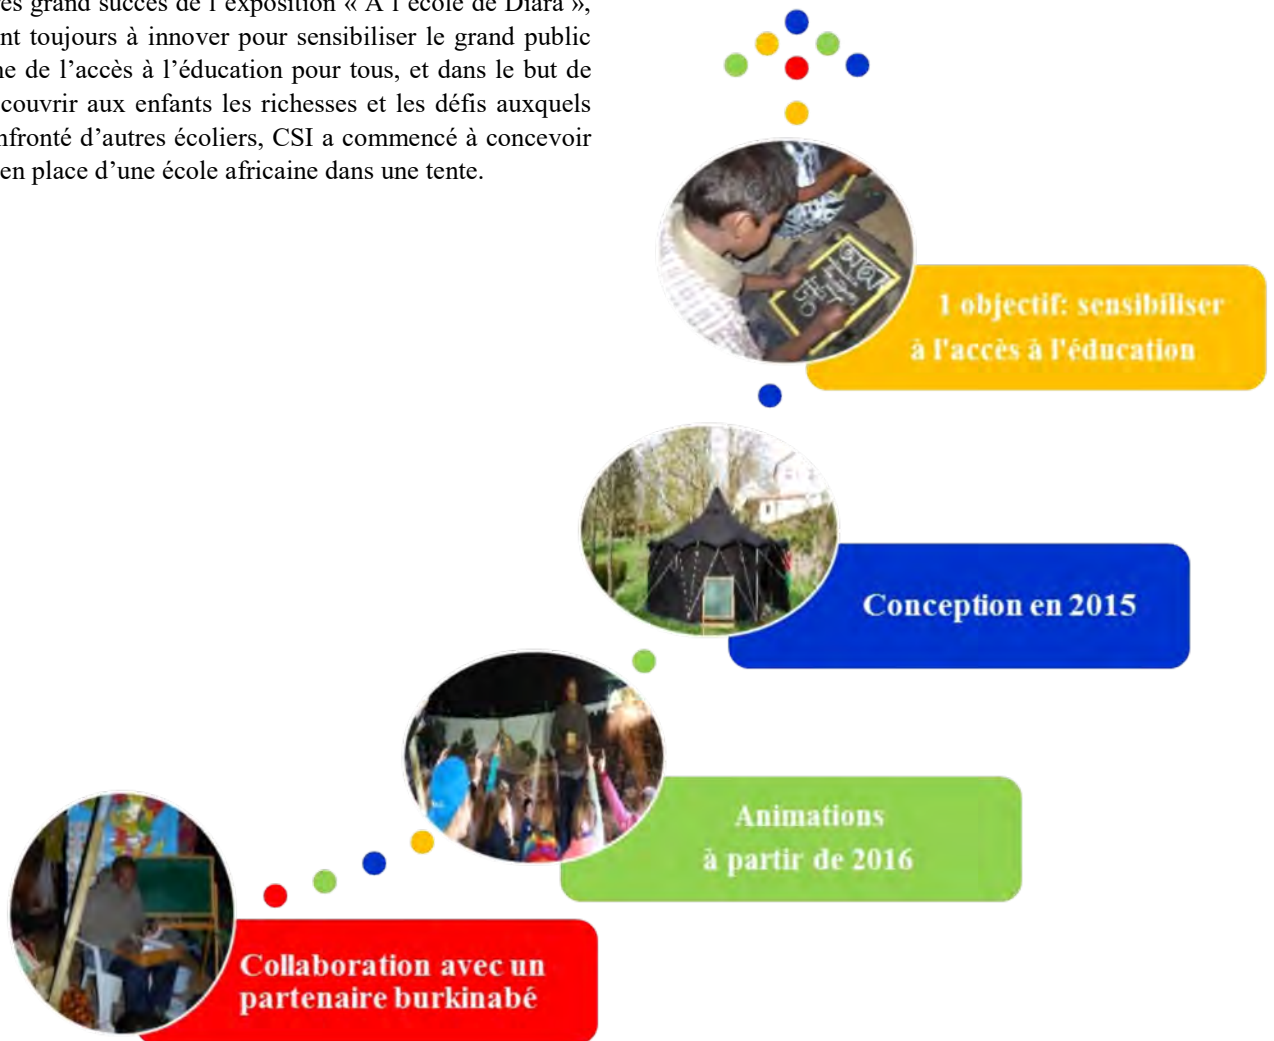 res grand succès de l'exposition « A l'école de Diara »,
nt toujours à innover pour sensibiliser le grand public
ne de l'accès à l'éducation pour tous, et dans le but de
couvrir aux enfants les richesses et les défis auxquels
nfronté d'autres écoliers, CSI a commencé à concevoir
en place d'une école africaine dans une tente.
1 objectif: sensibiliser
à l'accès à l'éducation
Conception en 2015
Animations
à partir de 2016
Collaboration avec un
partenaire burkinabé